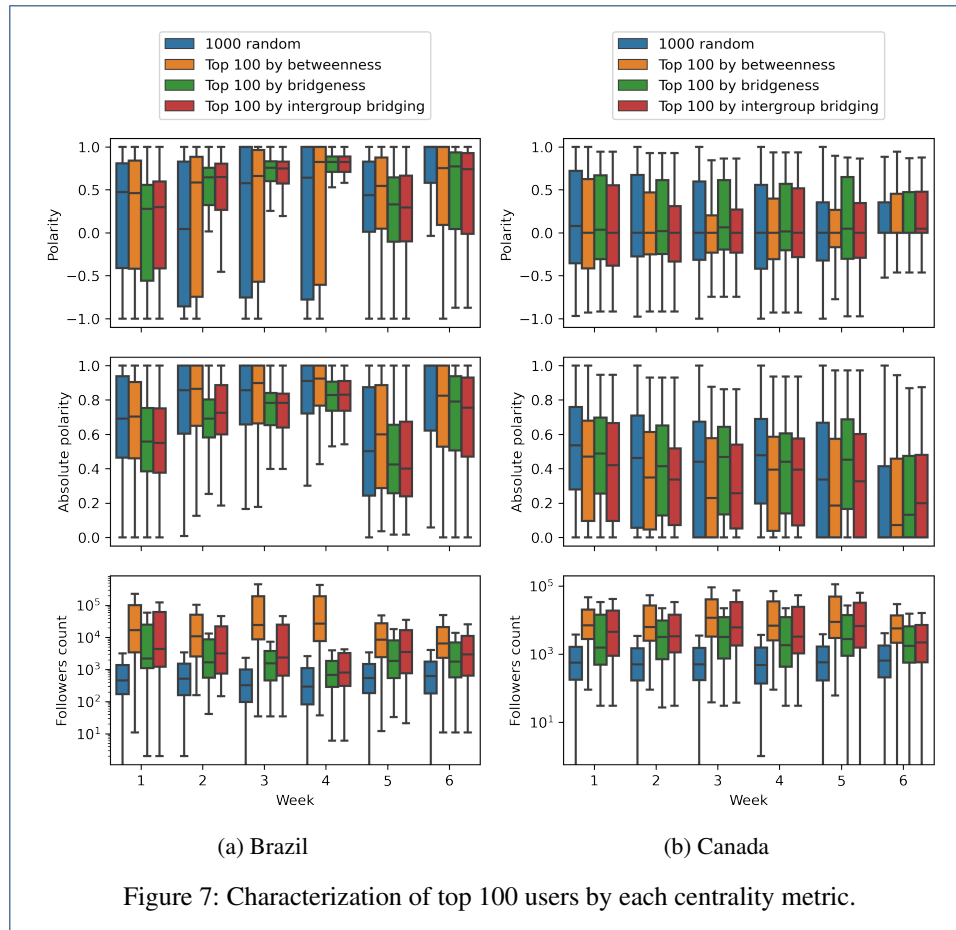 1000 random
Top 100 by betweenness
Top 100 by bridgeness
Top 100 by intergroup bridging
1000 random
Top 100 by betweenness
Top 100 by bridgeness
Top 100 by intergroup bridging
Polarity
1.0
0.5
0.0
−0.5
−1.0
Polarity
1.0
0.5
0.0
−0.5
−1.0
Absolute polarity
1.0
0.8
0.6
0.4
0.2
0.0
Absolute polarity
1.0
0.8
0.6
0.4
0.2
0.0
Followers count
10^5
10^4
10^3
10^2
10^1
1 2 3 4 5 6
Week
Followers count
10^5
10^3
10^1
1 2 3 4 5 6
Week
(a) Brazil
(b) Canada
Figure 7: Characterization of top 100 users by each centrality metric.